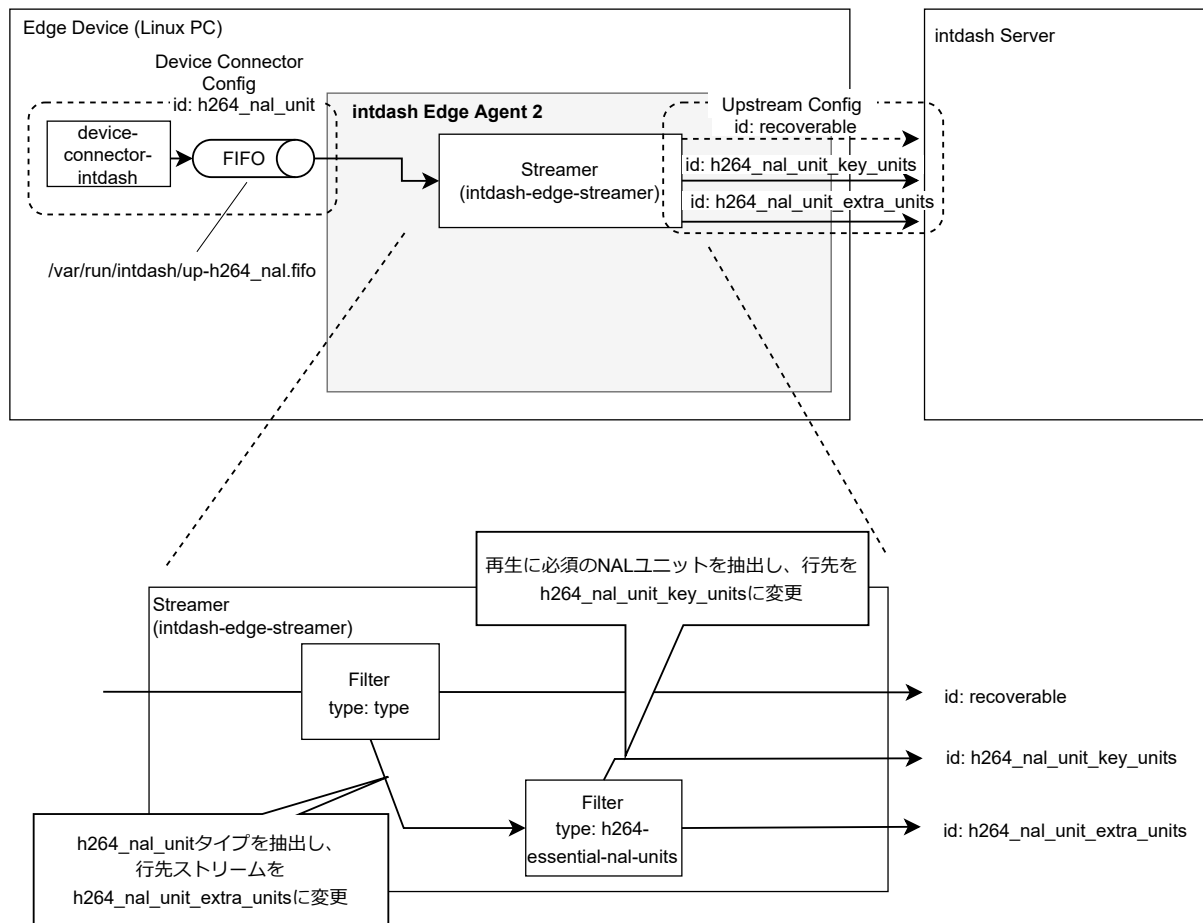 Edge Device (Linux PC)
intdash Server
Device Connector
Config
id: h264_nal_unit
device-
connector-
intdash
FIFO
/var/run/intdash/up-h264_nal.fifo
intdash Edge Agent 2
Streamer
(intdash-edge-streamer)
Upstream Config
id: recoverable
id: h264_nal_unit_key_units
id: h264_nal_unit_extra_units
再生に必須のNALユニットを抽出し、行先を
h264_nal_unit_key_unitsに変更
Streamer
(intdash-edge-streamer)
Filter
type: type
id: recoverable
id: h264_nal_unit_key_units
Filter
type: h264-
essential-nal-units
id: h264_nal_unit_extra_units
h264_nal_unitタイプを抽出し、
行先ストリームを
h264_nal_unit_extra_unitsに変更